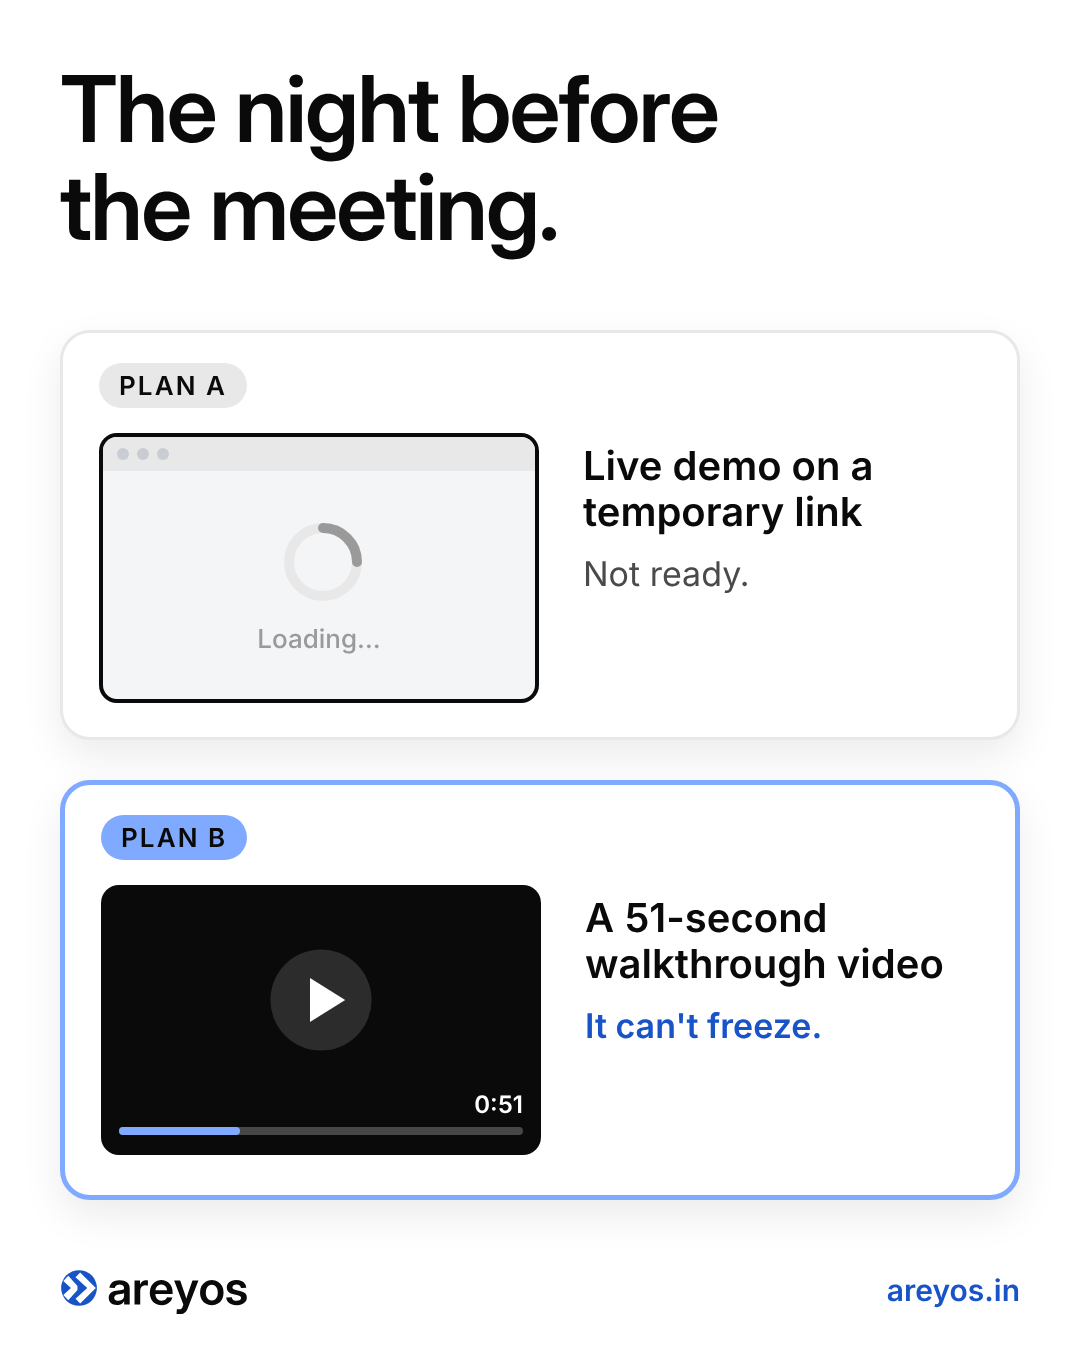 The night before
the meeting.
PLAN A
Loading...
Live demo on a
temporary link
Not ready.
PLAN B
0:51
A 51-second
walkthrough video
It can't freeze.
areyos
areyos.in